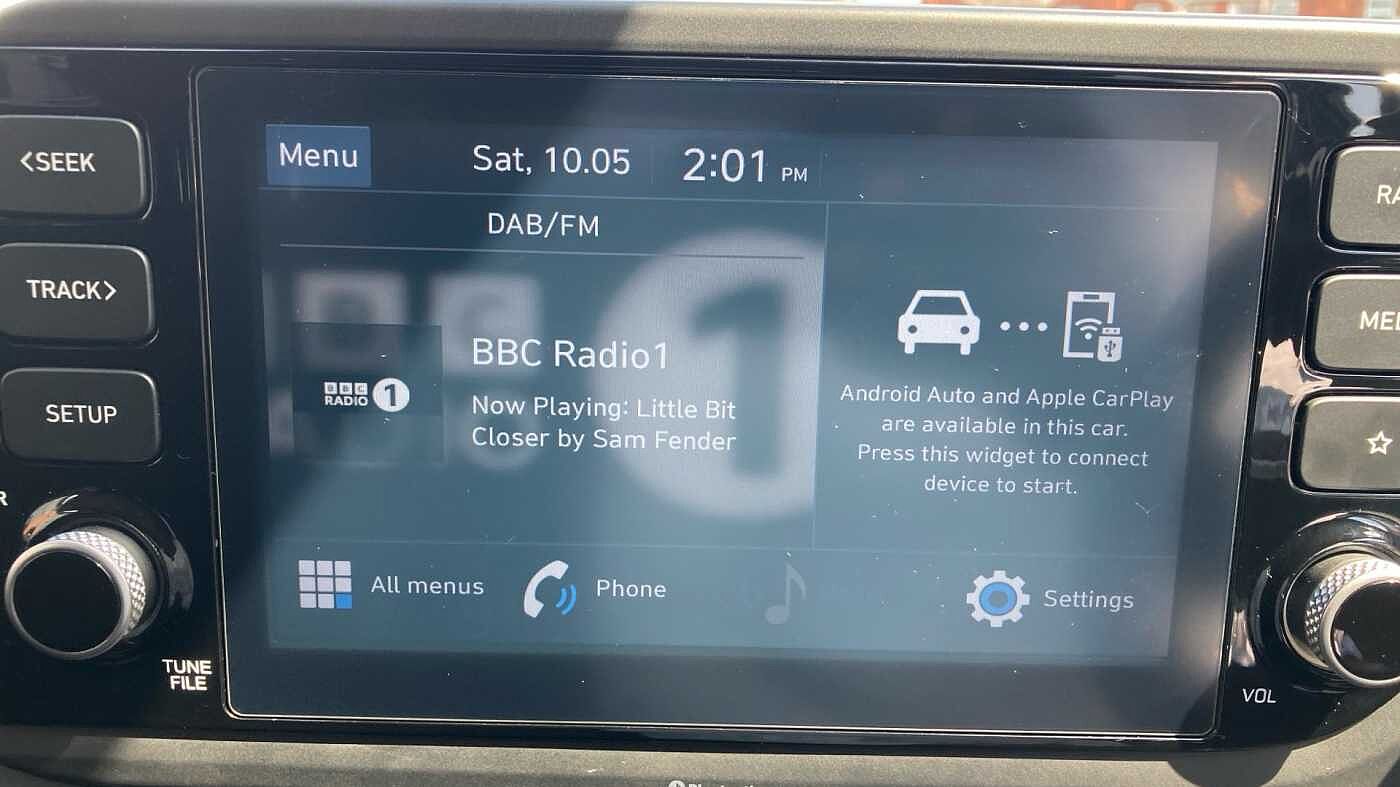 <SEEK
TRACK>
SETUP
TUNE
FILE
Menu
Sat, 10.05
2:01 PM
DAB/FM
BBC
RADIO 1
BBC Radio1
Now Playing: Little Bit
Closer by Sam Fender
Android Auto and Apple CarPlay
are available in this car.
Press this widget to connect
device to start.
All menus
Phone
Settings
VOL